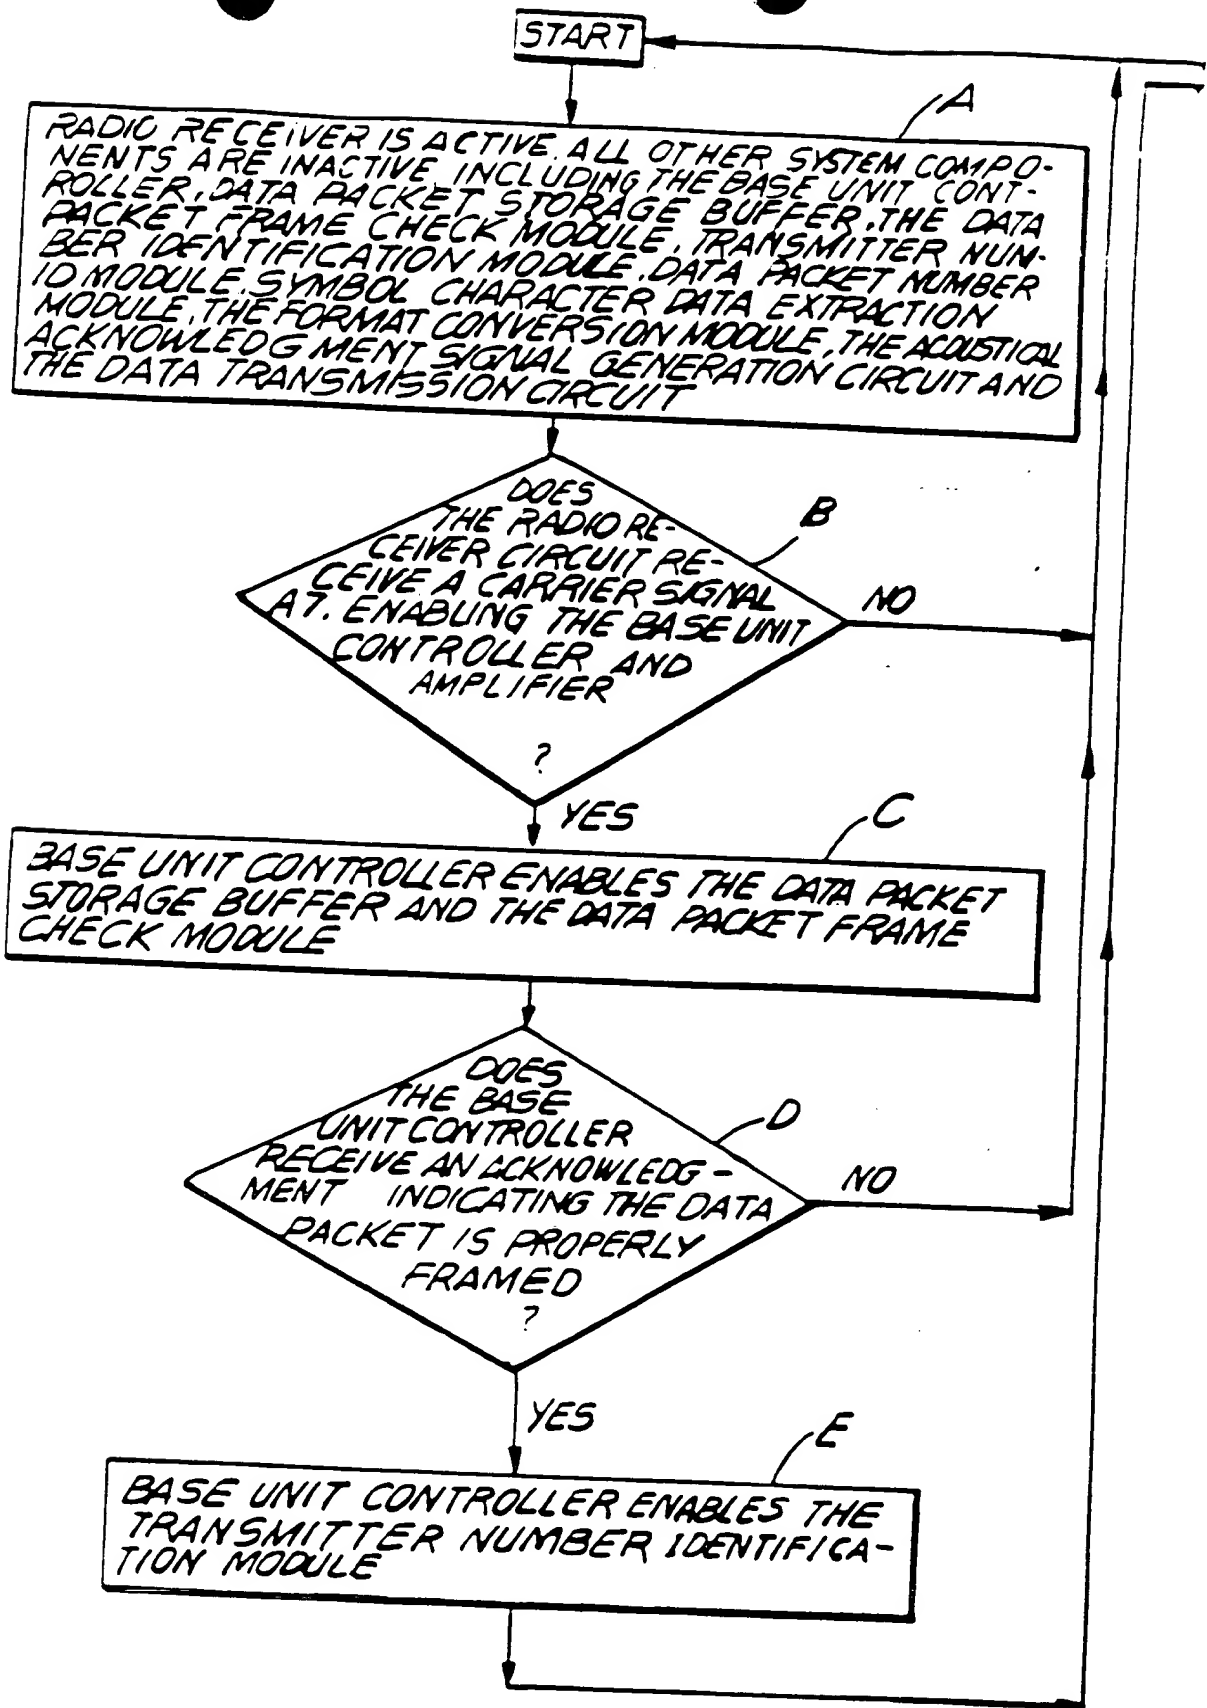 START
A
RADIO RECEIVER IS ACTIVE. ALL OTHER SYSTEM COMPO-
NENTS ARE INACTIVE INCLUDING THE BASE UNIT CONT-
ROLLER, DATA PACKET STORAGE BUFFER, THE DATA
PACKET FRAME CHECK MODULE, TRANSMITTER NUM-
BER IDENTIFICATION MODULE, DATA PACKET NUMBER
ID MODULE, SYMBOL CHARACTER DATA EXTRACTION
MODULE, THE FORMAT CONVERSION MODULE, THE ACOUSTICAL
ACKNOWLEDGMENT SIGNAL GENERATION CIRCUIT AND
THE DATA TRANSMISSION CIRCUIT
B
DOES
THE RADIO RE-
CEIVER CIRCUIT RE-
CEIVE A CARRIER SIGNAL
A7. ENABLING THE BASE UNIT
CONTROLLER AND
AMPLIFIER
?
NO
YES
C
BASE UNIT CONTROLLER ENABLES THE DATA PACKET
STORAGE BUFFER AND THE DATA PACKET FRAME
CHECK MODULE
D
DOES
THE BASE
UNIT CONTROLLER
RECEIVE AN ACKNOWLEDG-
MENT INDICATING THE DATA
PACKET IS PROPERLY
FRAMED
?
NO
YES
E
BASE UNIT CONTROLLER ENABLES THE
TRANSMITTER NUMBER IDENTIFICA-
TION MODULE